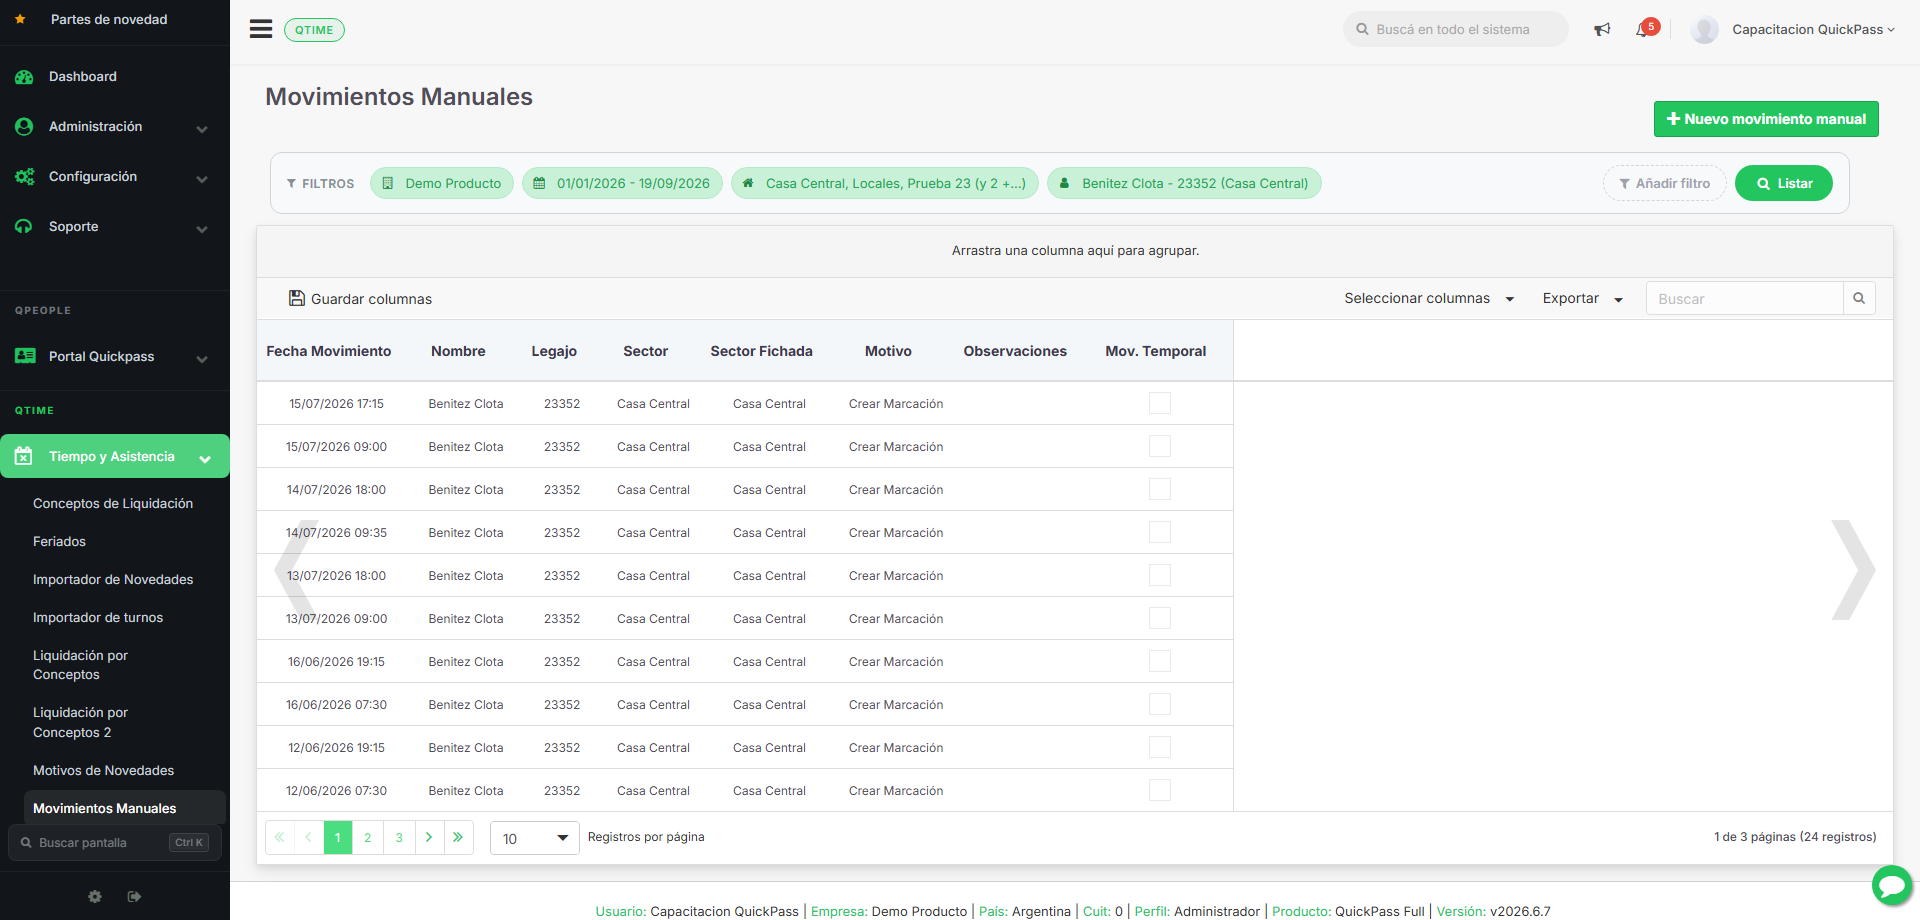 Partes de novedad
Dashboard
Administración
Configuración
Soporte
QPEOPLE
Portal Quickpass
QTIME
Tiempo y Asistencia
Conceptos de Liquidación
Feriados
Importador de Novedades
Importador de turnos
Liquidación por
Conceptos
Liquidación por
Conceptos 2
Motivos de Novedades
Movimientos Manuales
Buscar pantalla Ctrl K
QTIME
Buscá en todo el sistema
5
Capacitacion QuickPass
Movimientos Manuales
Nuevo movimiento manual
FILTROS Demo Producto 01/01/2026 - 19/09/2026 Casa Central, Locales, Prueba 23 (y 2 +...) Benitez Clota - 23352 (Casa Central) Añadir filtro Listar
Arrastra una columna aquí para agrupar.
Guardar columnas Seleccionar columnas Exportar Buscar
Fecha Movimiento Nombre Legajo Sector Sector Fichada Motivo Observaciones Mov. Temporal
15/07/2026 17:15 Benitez Clota 23352 Casa Central Casa Central Crear Marcación
15/07/2026 09:00 Benitez Clota 23352 Casa Central Casa Central Crear Marcación
14/07/2026 18:00 Benitez Clota 23352 Casa Central Casa Central Crear Marcación
14/07/2026 09:35 Benitez Clota 23352 Casa Central Casa Central Crear Marcación
13/07/2026 18:00 Benitez Clota 23352 Casa Central Casa Central Crear Marcación
13/07/2026 09:00 Benitez Clota 23352 Casa Central Casa Central Crear Marcación
16/06/2026 19:15 Benitez Clota 23352 Casa Central Casa Central Crear Marcación
16/06/2026 07:30 Benitez Clota 23352 Casa Central Casa Central Crear Marcación
12/06/2026 19:15 Benitez Clota 23352 Casa Central Casa Central Crear Marcación
12/06/2026 07:30 Benitez Clota 23352 Casa Central Casa Central Crear Marcación
1 2 3 10 Registros por página 1 de 3 páginas (24 registros)
Usuario: Capacitacion QuickPass | Empresa: Demo Producto | País: Argentina | Cuit: 0 | Perfil: Administrador | Producto: QuickPass Full | Versión: v2026.6.7